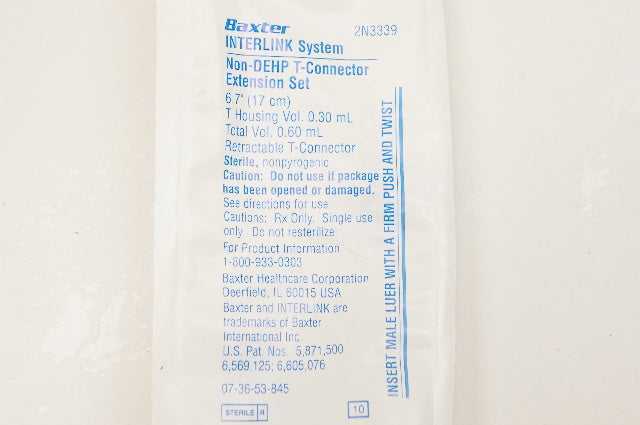 Baxter 2N3339
INTERLINK System
Non-DEHP T-Connector
Extension Set
6.7" (17 cm)
T Housing Vol. 0.30 mL
Total Vol. 0.60 mL
Retractable T-Connector
Sterile, nonpyrogenic
Caution: Do not use if package
has been opened or damaged.
See directions for use.
Cautions: Rx Only. Single use
only. Do not resterilize.
For Product Information
1-800-933-0303
Baxter Healthcare Corporation
Deerfield, IL 60015 USA
Baxter and INTERLINK are
trademarks of Baxter
International Inc.
U.S. Pat. Nos. 5,871,500
6,569,125; 6,605,076
07-36-53-845
STERILE R
10
INSERT MALE LUER WITH A FIRM PUSH AND TWIST